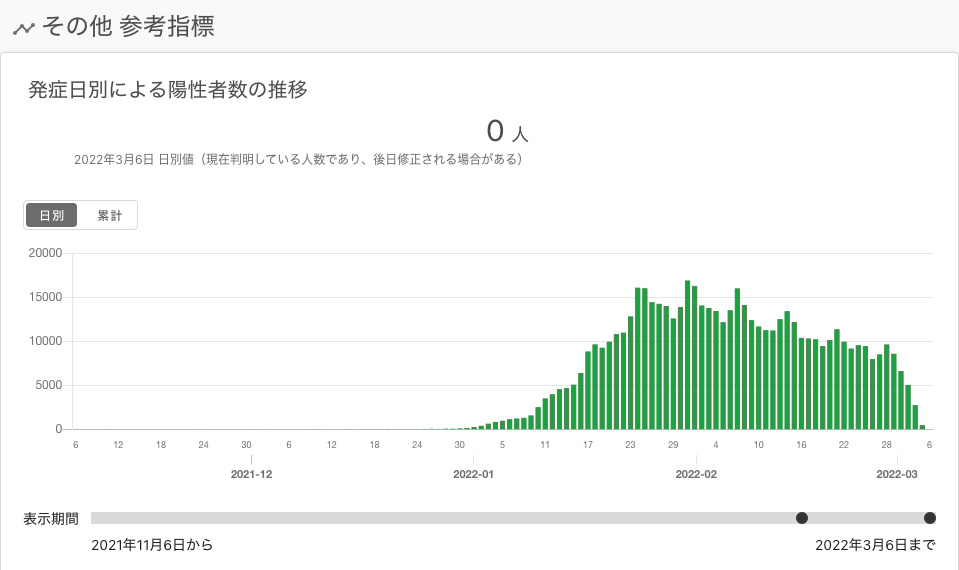 その他 参考指標
発症日別による陽性者数の推移
0 人
2022年3月6日 日別値（現在判明している人数であり、後日修正される場合がある）
日別 累計
20000
15000
10000
5000
0
6 12 18 24 30 6 12 18 24 30 5 11 17 23 29 4 10 16 22 28 6
2021-12 2022-01 2022-02 2022-03
表示期間
2021年11月6日から 2022年3月6日まで